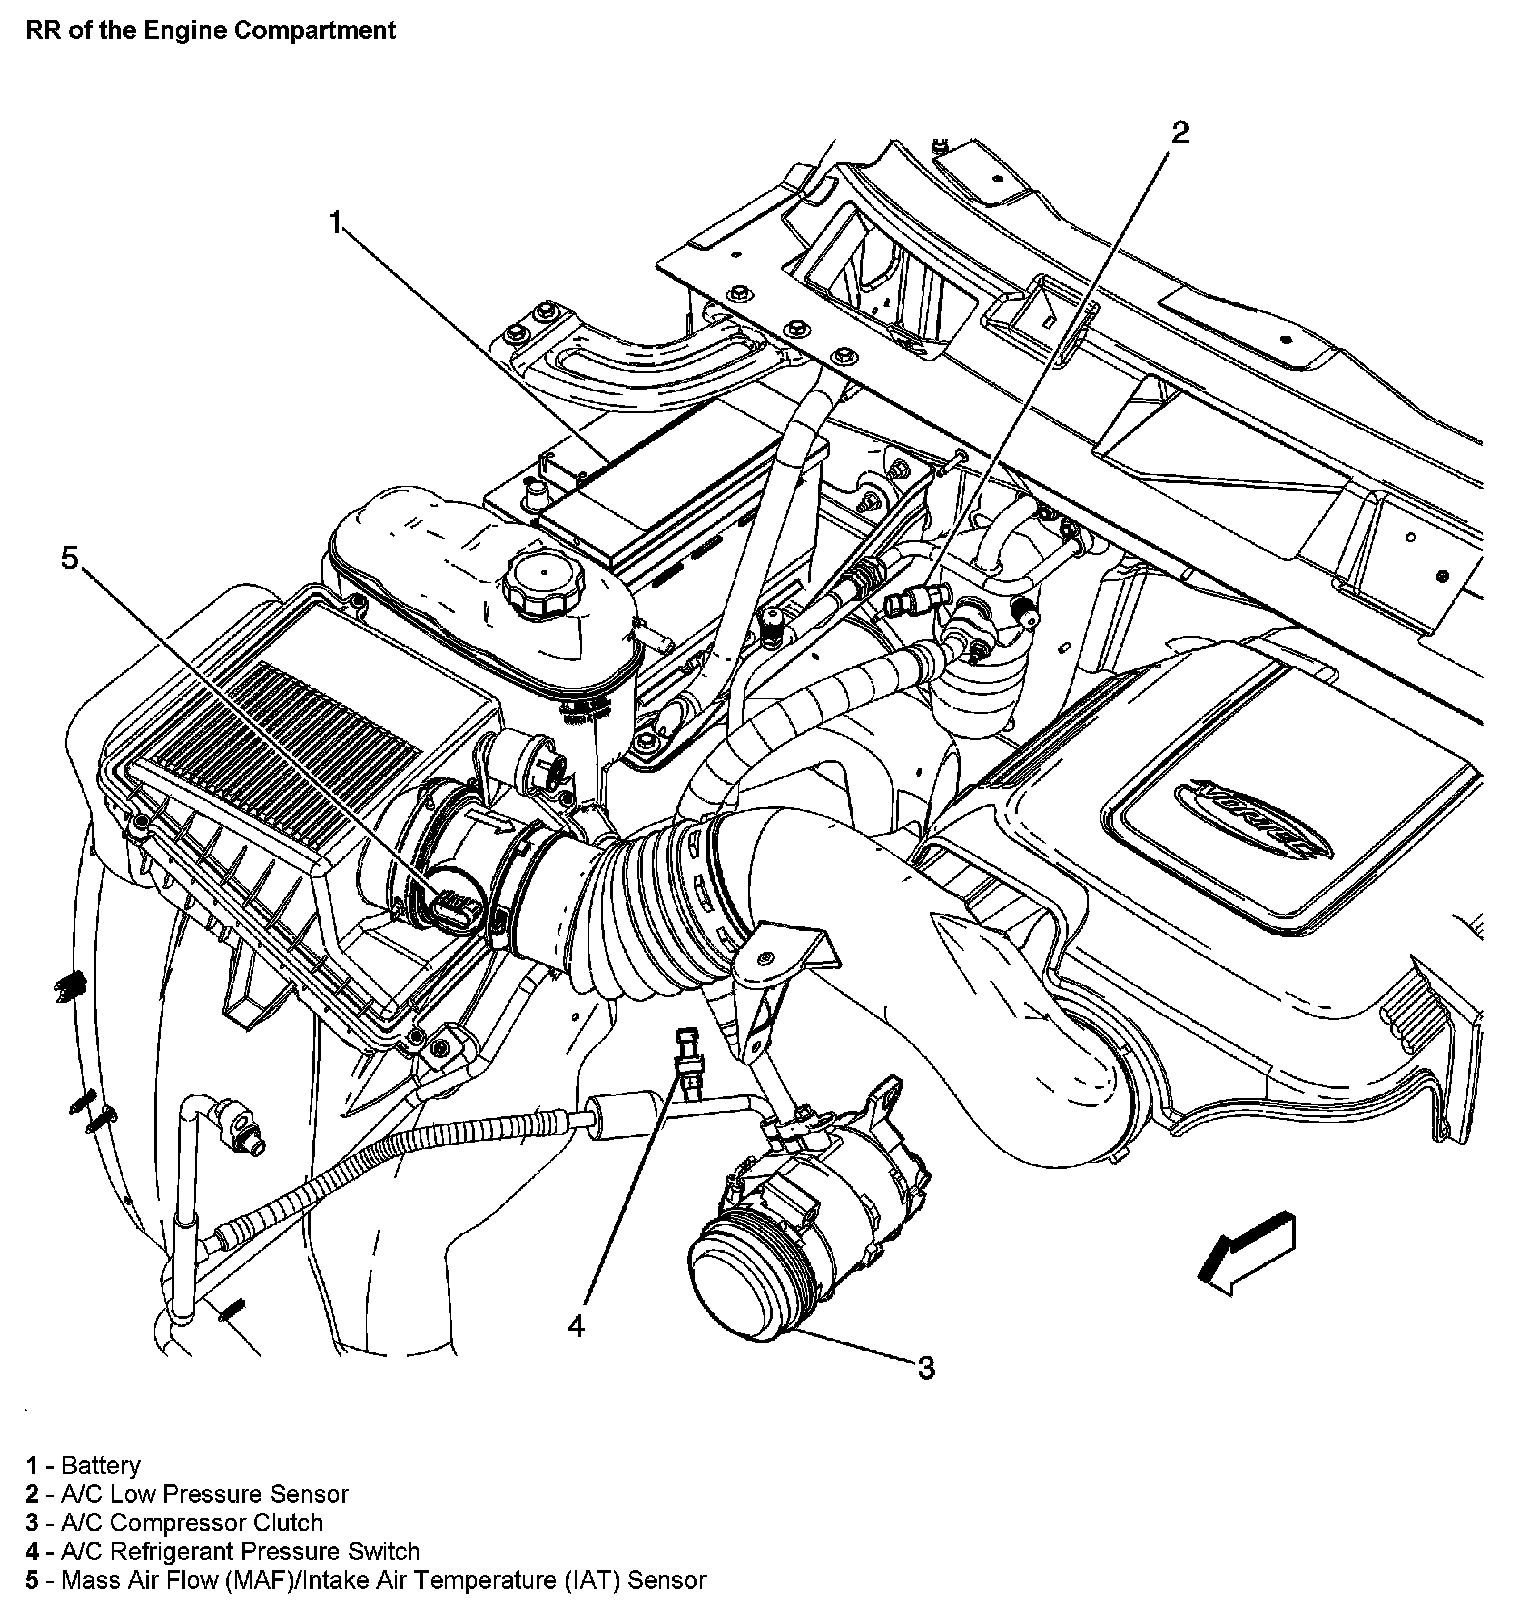 RR of the Engine Compartment
2
1
5
VORTEC
4
3
1 - Battery
2 - A/C Low Pressure Sensor
3 - A/C Compressor Clutch
4 - A/C Refrigerant Pressure Switch
5 - Mass Air Flow (MAF)/Intake Air Temperature (IAT) Sensor